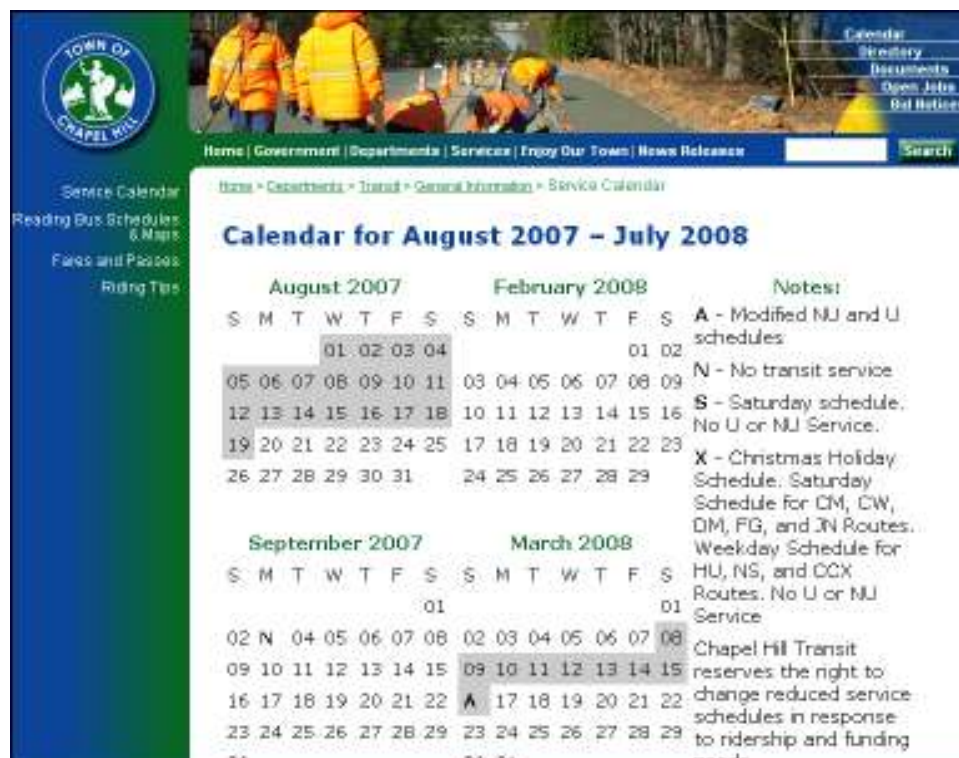 TOWN OF
CHAPEL HILL
Calendar
Directory
Documents
Open Jobs
Bid Notices
Home | Government | Departments | Services | Enjoy Our Town | News Releases
Search
Service Calendar
Reading Bus Schedules
& Maps
Fares and Passes
Riding Tips
Home > Departments > Transit > General Information > Service Calendar
Calendar for August 2007 – July 2008
August 2007
S M T W T F S
01 02 03 04
05 06 07 08 09 10 11
12 13 14 15 16 17 18
19 20 21 22 23 24 25
26 27 28 29 30 31
February 2008
S M T W T F S
01 02
03 04 05 06 07 08 09
10 11 12 13 14 15 16
17 18 19 20 21 22 23
24 25 26 27 28 29
September 2007
S M T W T F S
01
02 N 04 05 06 07 08
09 10 11 12 13 14 15
16 17 18 19 20 21 22
23 24 25 26 27 28 29
March 2008
S M T W T F S
01
02 03 04 05 06 07 08
09 10 11 12 13 14 15
A 17 18 19 20 21 22
23 24 25 26 27 28 29
Notes:
A - Modified NU and U
schedules
N - No transit service
S - Saturday schedule.
No U or NU Service.
X - Christmas Holiday
Schedule. Saturday
Schedule for CM, CW,
DM, FG, and JN Routes.
Weekday Schedule for
HU, NS, and CCX
Routes. No U or NU
Service
Chapel Hill Transit
reserves the right to
change reduced service
schedules in response
to ridership and funding